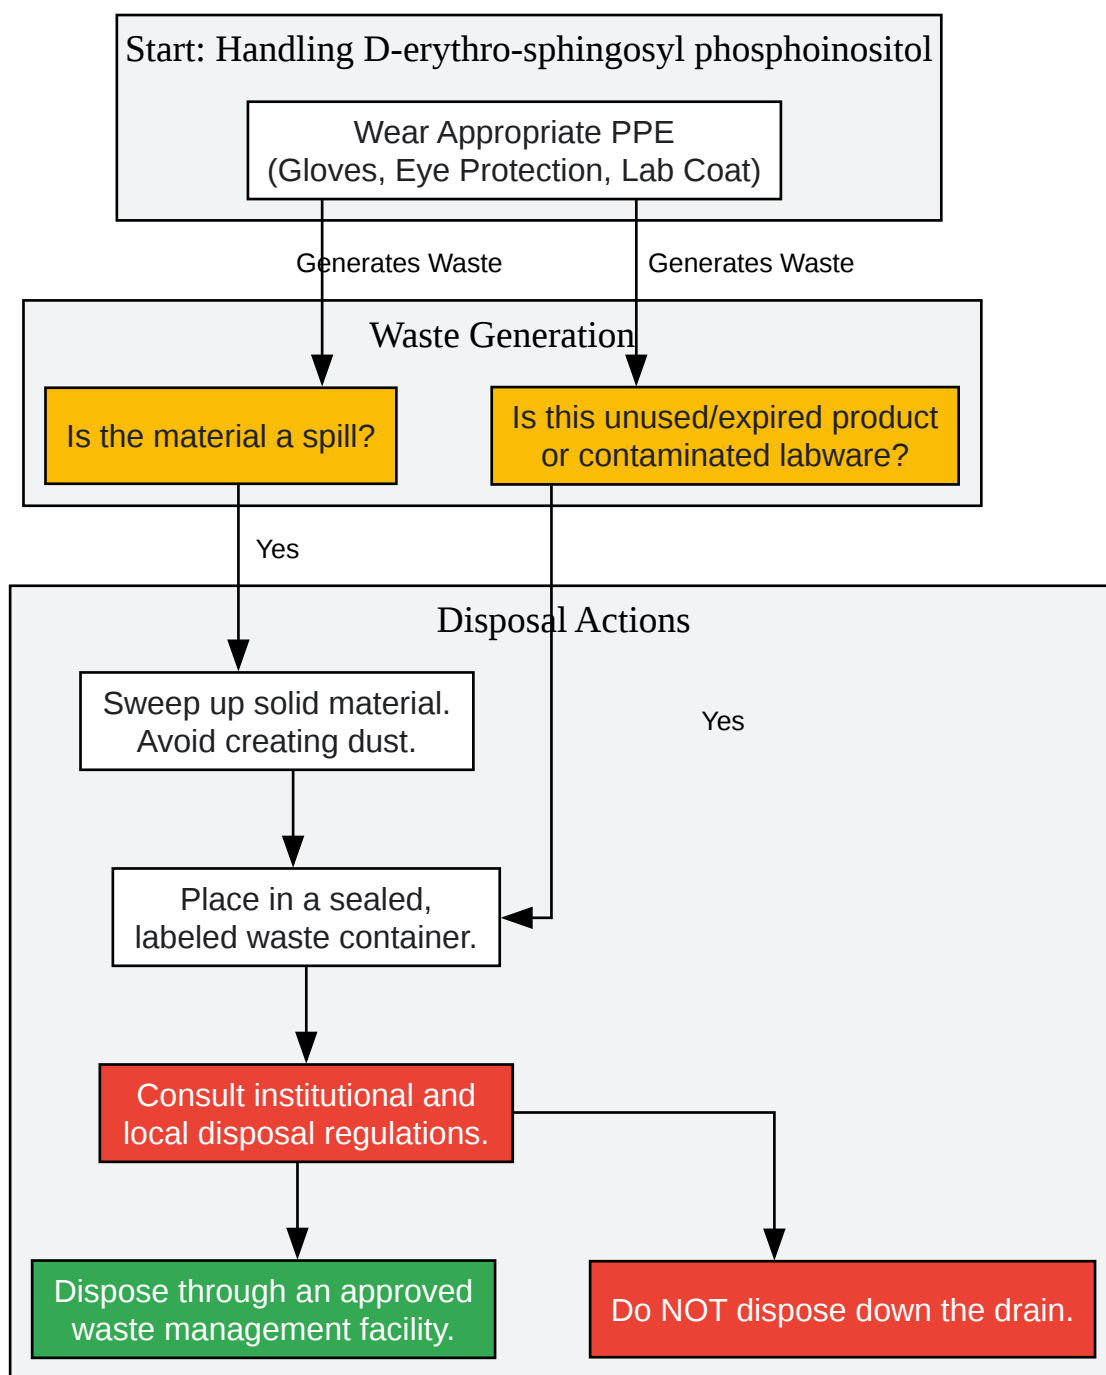 Start: Handling D-erythro-sphingosyl phosphoinositol
Wear Appropriate PPE
(Gloves, Eye Protection, Lab Coat)
Generates Waste
Generates Waste
Waste Generation
Is the material a spill?
Is this unused/expired product
or contaminated labware?
Yes
Disposal Actions
Sweep up solid material.
Avoid creating dust.
Yes
Place in a sealed,
labeled waste container.
Consult institutional and
local disposal regulations.
Dispose through an approved
waste management facility.
Do NOT dispose down the drain.